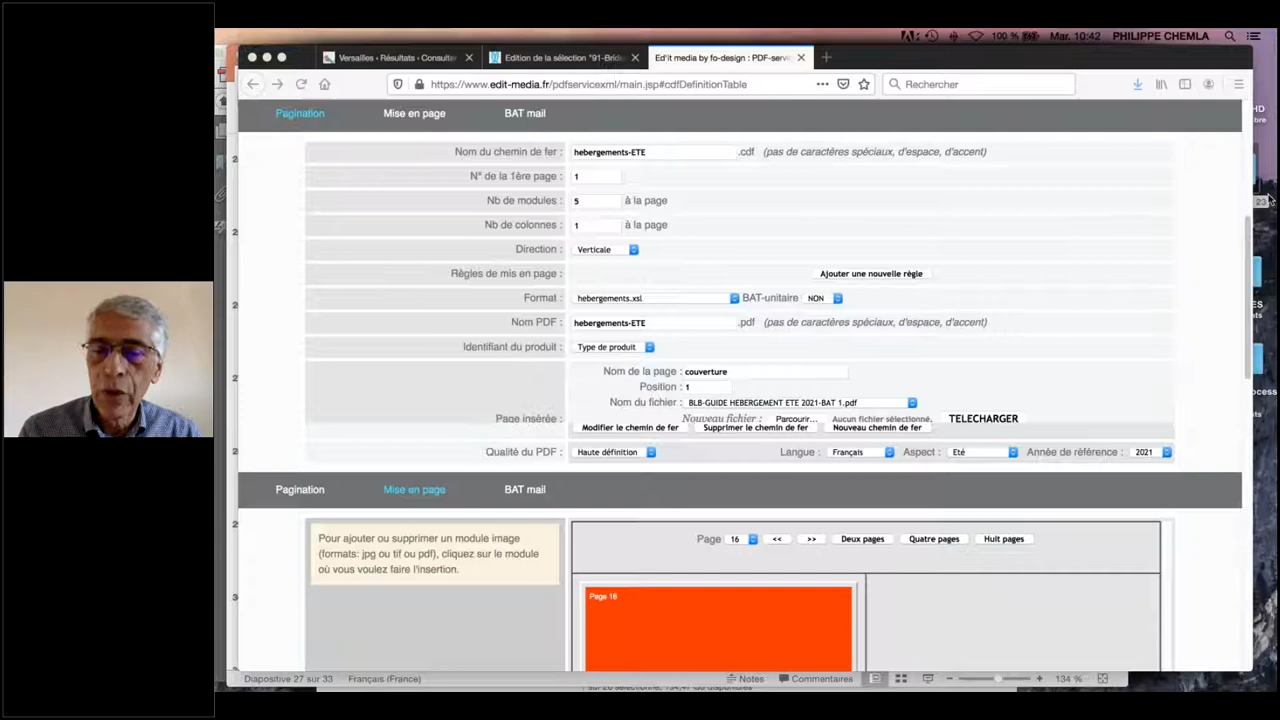 100 % Mar. 10:42 PHILIPPE CHEMLA
Versailles › Résultats › Consulter
Edition de la sélection "91-Brid
Ed'it media by fo-design : PDF-serv
https://www.edit-media.fr/pdfservicexml/main.jsp#cdfDefinitionTable
Rechercher
Pagination Mise en page BAT mail
Nom du chemin de fer : hebergements-ETE .cdf (pas de caractères spéciaux, d'espace, d'accent)
N° de la 1ère page : 1
Nb de modules : 5 à la page
Nb de colonnes : 1 à la page
Direction : Verticale
Règles de mis en page : Ajouter une nouvelle règle
Format : hebergements.xsl BAT-unitaire NON
Nom PDF : hebergements-ETE .pdf (pas de caractères spéciaux, d'espace, d'accent)
Identifiant du produit : Type de produit
Nom de la page : couverture
Position : 1
Nom du fichier : BLB-GUIDE HEBERGEMENT ETE 2021-BAT 1.pdf
Page insérée : Nouveau fichier : Parcourir... Aucun fichier sélectionné. TELECHARGER
Modifier le chemin de fer Supprimer le chemin de fer Nouveau chemin de fer
Qualité du PDF : Haute définition Langue : Français Aspect : Eté Année de référence : 2021
Pagination Mise en page BAT mail
Pour ajouter ou supprimer un module image
(formats: jpg ou tif ou pdf), cliquez sur le module
où vous voulez faire l'insertion.
Page 16 << >> Deux pages Quatre pages Huit pages
Page 16
Diapositive 27 sur 33 Français (France) Notes Commentaires 134 %